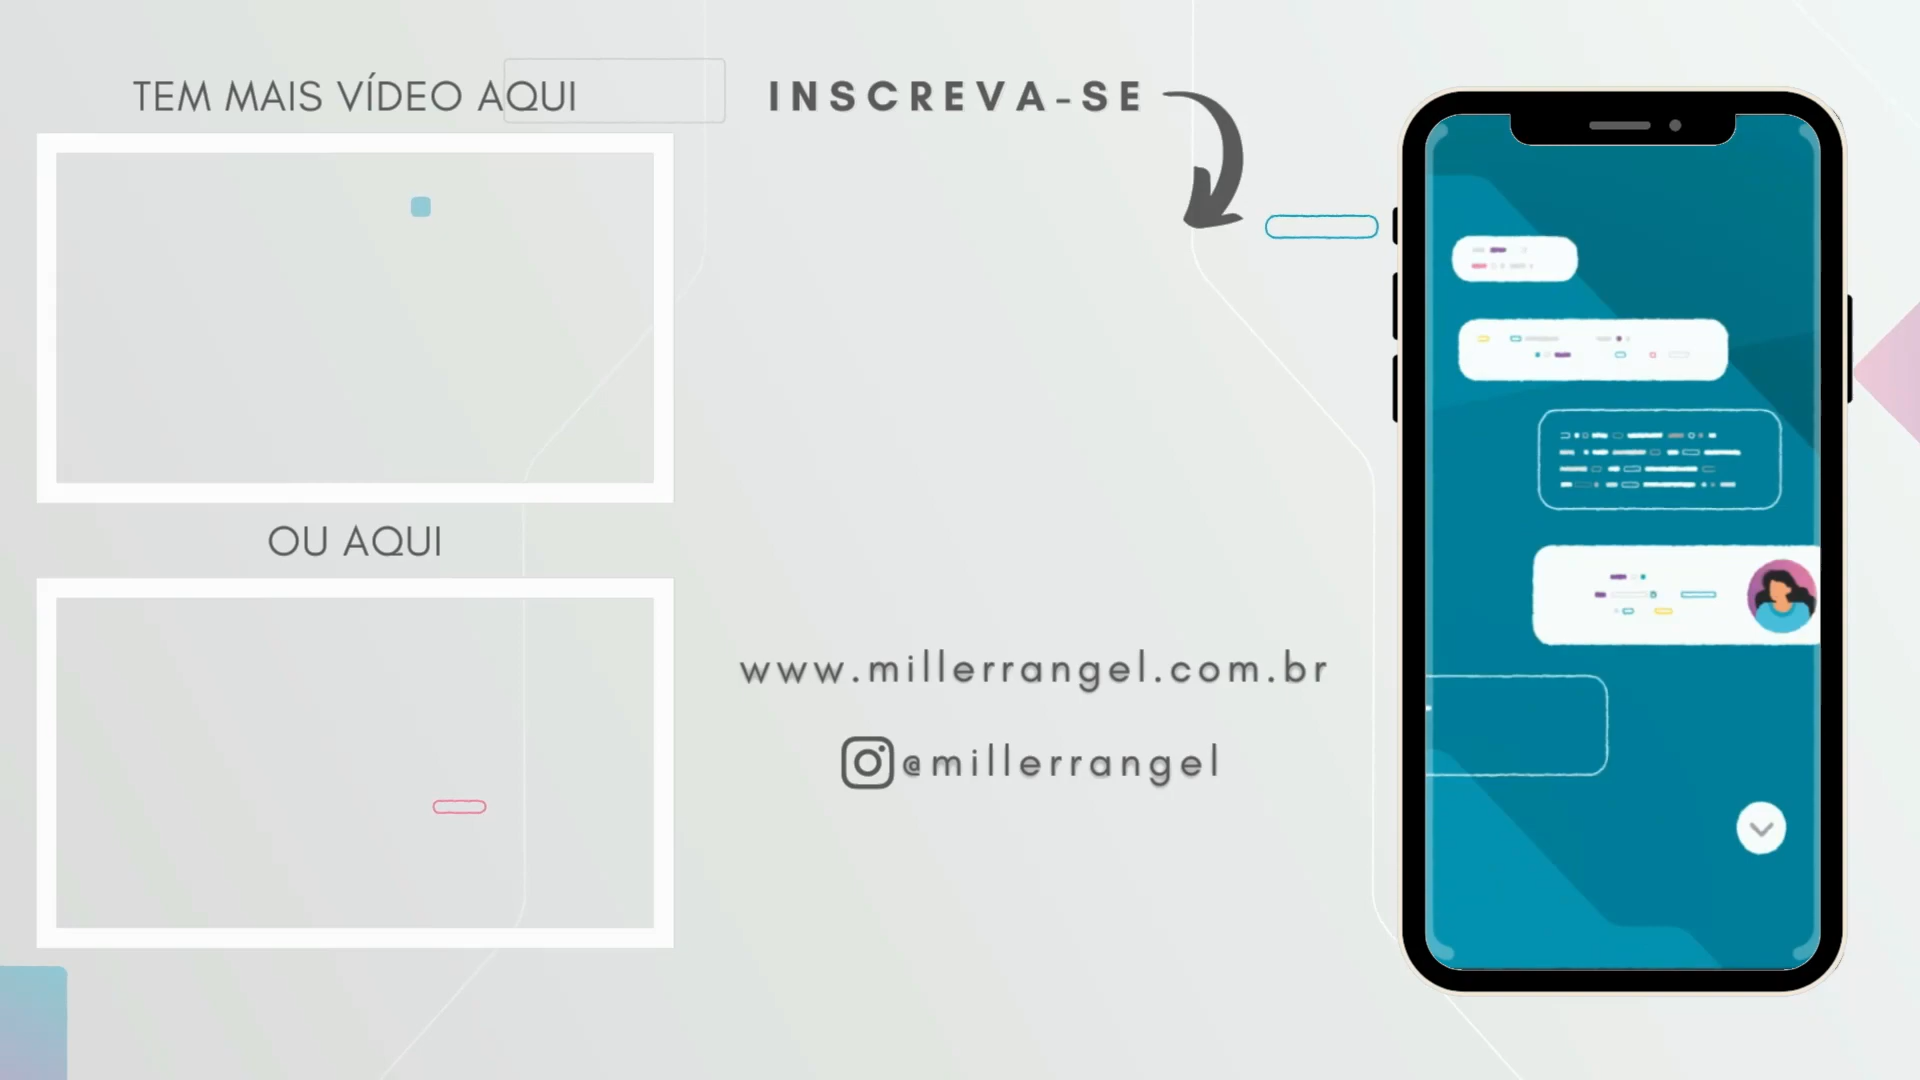 TEM MAIS VÍDEO AQUI
INSCREVA-SE
OU AQUI
www.millerrangel.com.br
@millerrangel